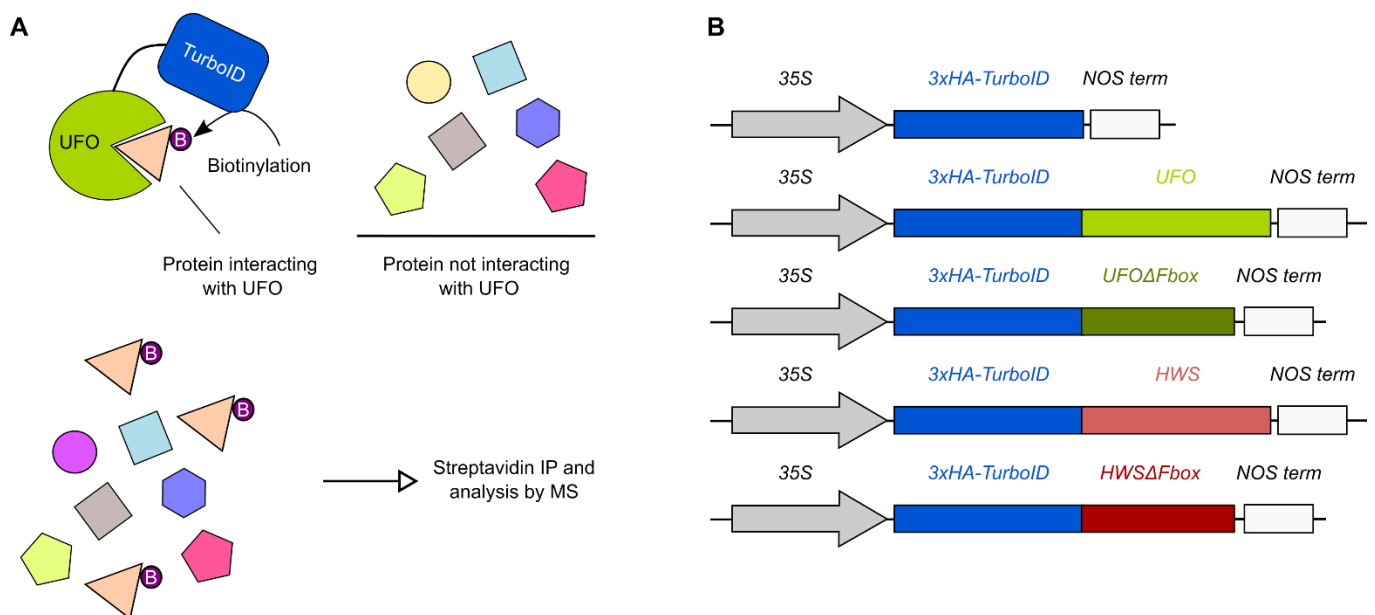 A
TurboID
UFO
B
Biotinylation
Protein interacting
with UFO
Protein not interacting
with UFO
B
B
B
Streptavidin IP and
analysis by MS
B
35S 3xHA-TurboID NOS term
35S 3xHA-TurboID UFO NOS term
35S 3xHA-TurboID UFOΔFbox NOS term
35S 3xHA-TurboID HWS NOS term
35S 3xHA-TurboID HWSΔFbox NOS term